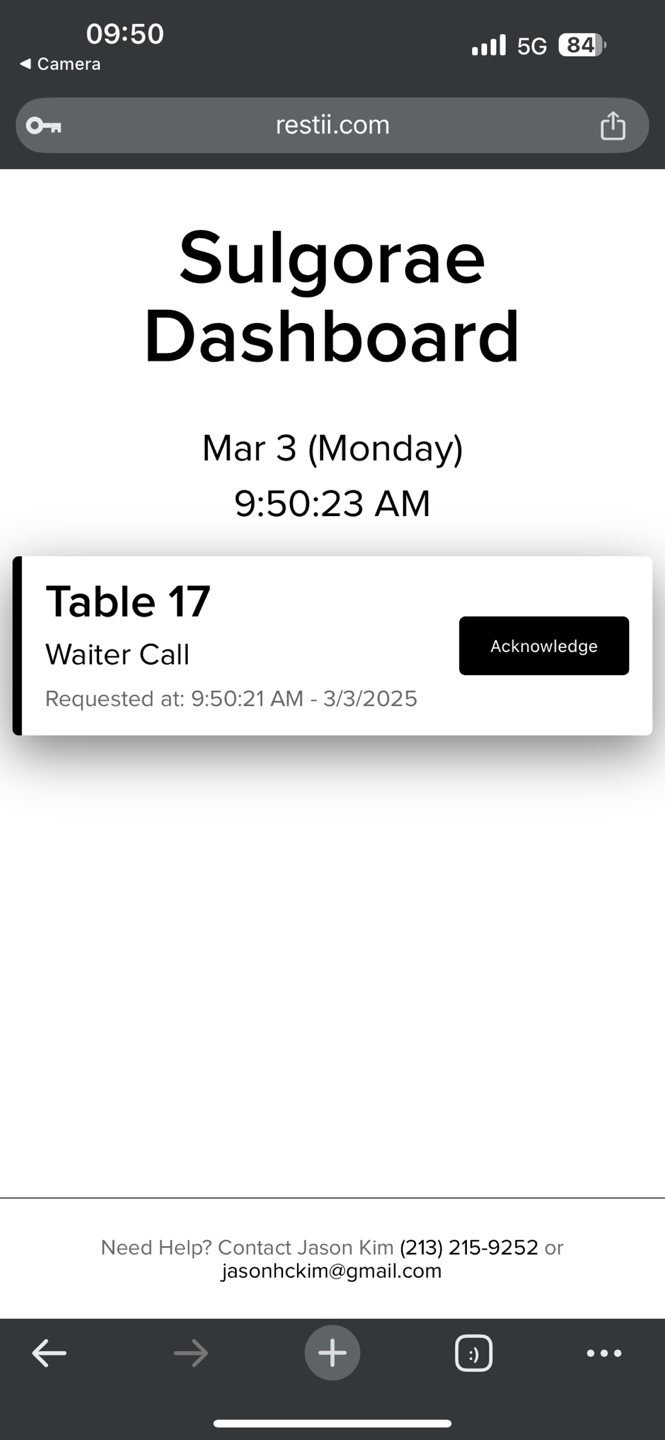 09:50
5G
84
◀ Camera
restii.com
Sulgorae
Dashboard
Mar 3 (Monday)
9:50:23 AM
Table 17
Waiter Call
Acknowledge
Requested at: 9:50:21 AM - 3/3/2025
Need Help? Contact Jason Kim (213) 215-9252 or
jasonhckim@gmail.com
:)